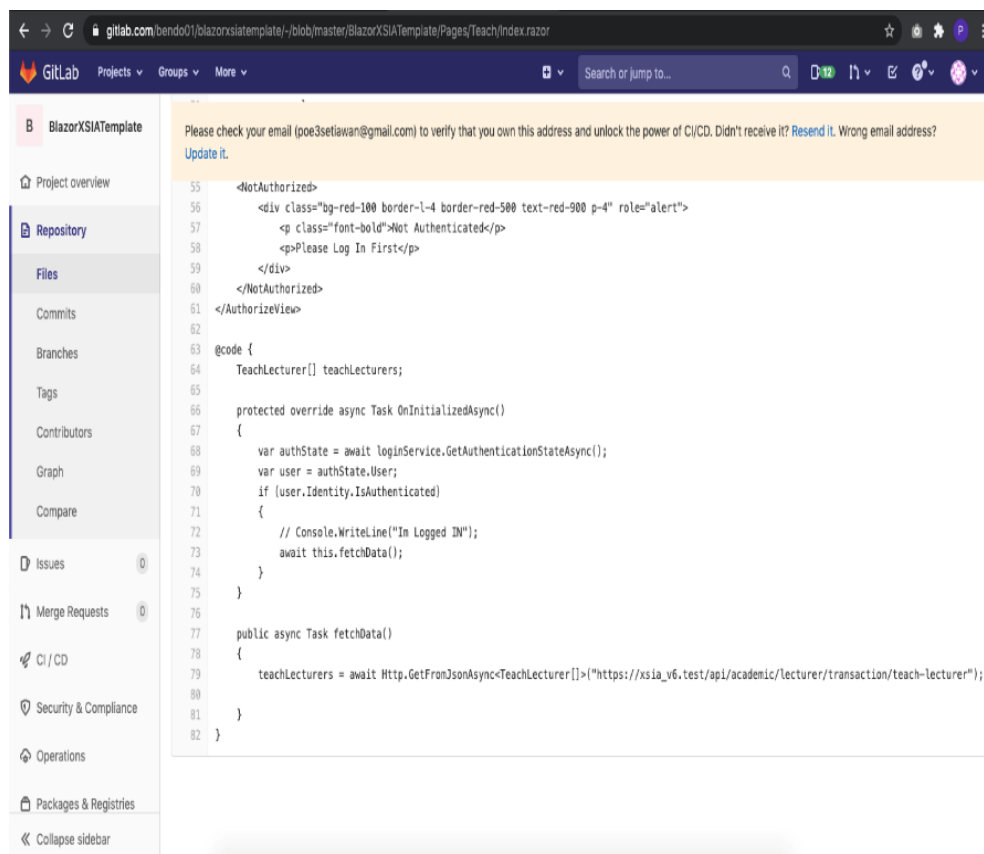 gitlab.com/bendo01/blazorxsiatemplate/-/blob/master/BlazorXSIATemplate/Pages/Teach/Index.razor
P
GitLab Projects Groups More Search or jump to... 12
B BlazorXSIATemplate
Project overview
Repository
Files
Commits
Branches
Tags
Contributors
Graph
Compare
Issues 0
Merge Requests 0
CI / CD
Security & Compliance
Operations
Packages & Registries
Collapse sidebar
Please check your email (poe3setiawan@gmail.com) to verify that you own this address and unlock the power of CI/CD. Didn't receive it? Resend it. Wrong email address?
Update it.
55 <NotAuthorized>
56 <div class="bg-red-100 border-l-4 border-red-500 text-red-900 p-4" role="alert">
57 <p class="font-bold">Not Authenticated</p>
58 <p>Please Log In First</p>
59 </div>
60 </NotAuthorized>
61 </AuthorizeView>
62
63 @code {
64 TeachLecturer[] teachLecturers;
65
66 protected override async Task OnInitializedAsync()
67 {
68 var authState = await loginService.GetAuthenticationStateAsync();
69 var user = authState.User;
70 if (user.Identity.IsAuthenticated)
71 {
72 // Console.WriteLine("Im Logged IN");
73 await this.fetchData();
74 }
75 }
76
77 public async Task fetchData()
78 {
79 teachLecturers = await Http.GetFromJsonAsync<TeachLecturer[]>("https://xsia_v6.test/api/academic/lecturer/transaction/teach-lecturer");
80
81 }
82 }